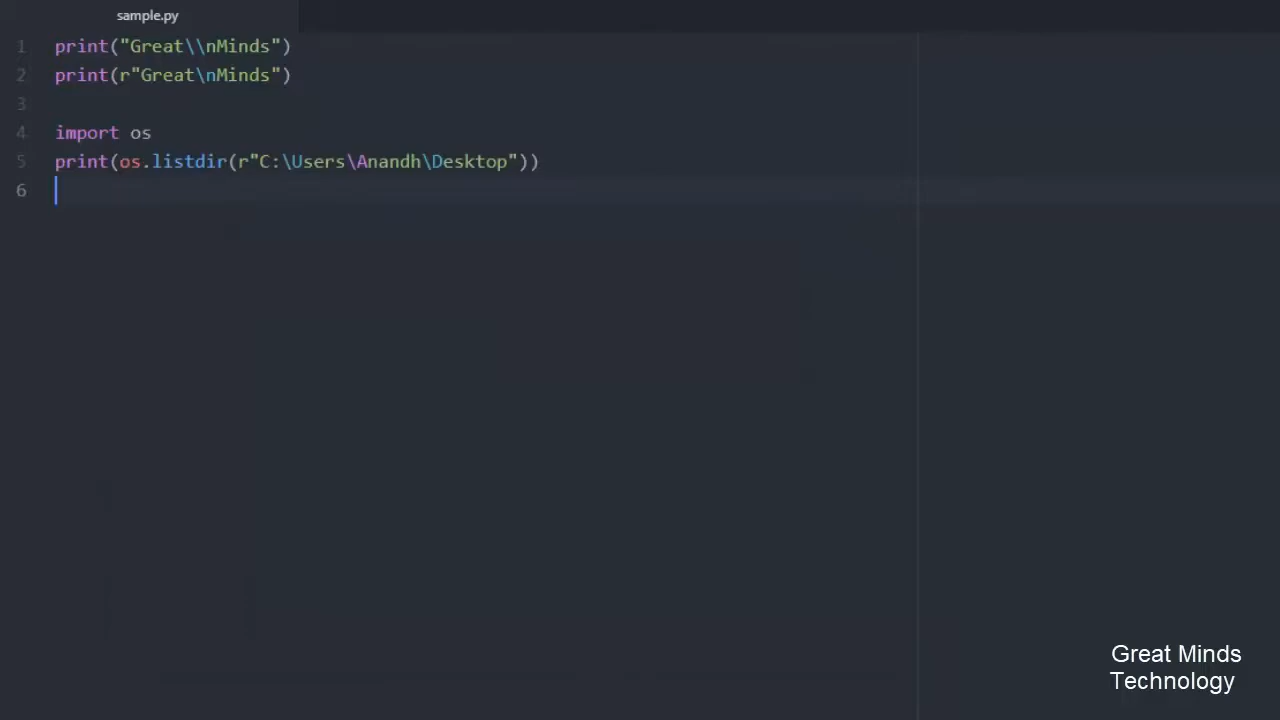 sample.py
1 print("Great\\nMinds")
2 print(r"Great\nMinds")
3
4 import os
5 print(os.listdir(r"C:\Users\Anandh\Desktop"))
6
Great Minds
Technology